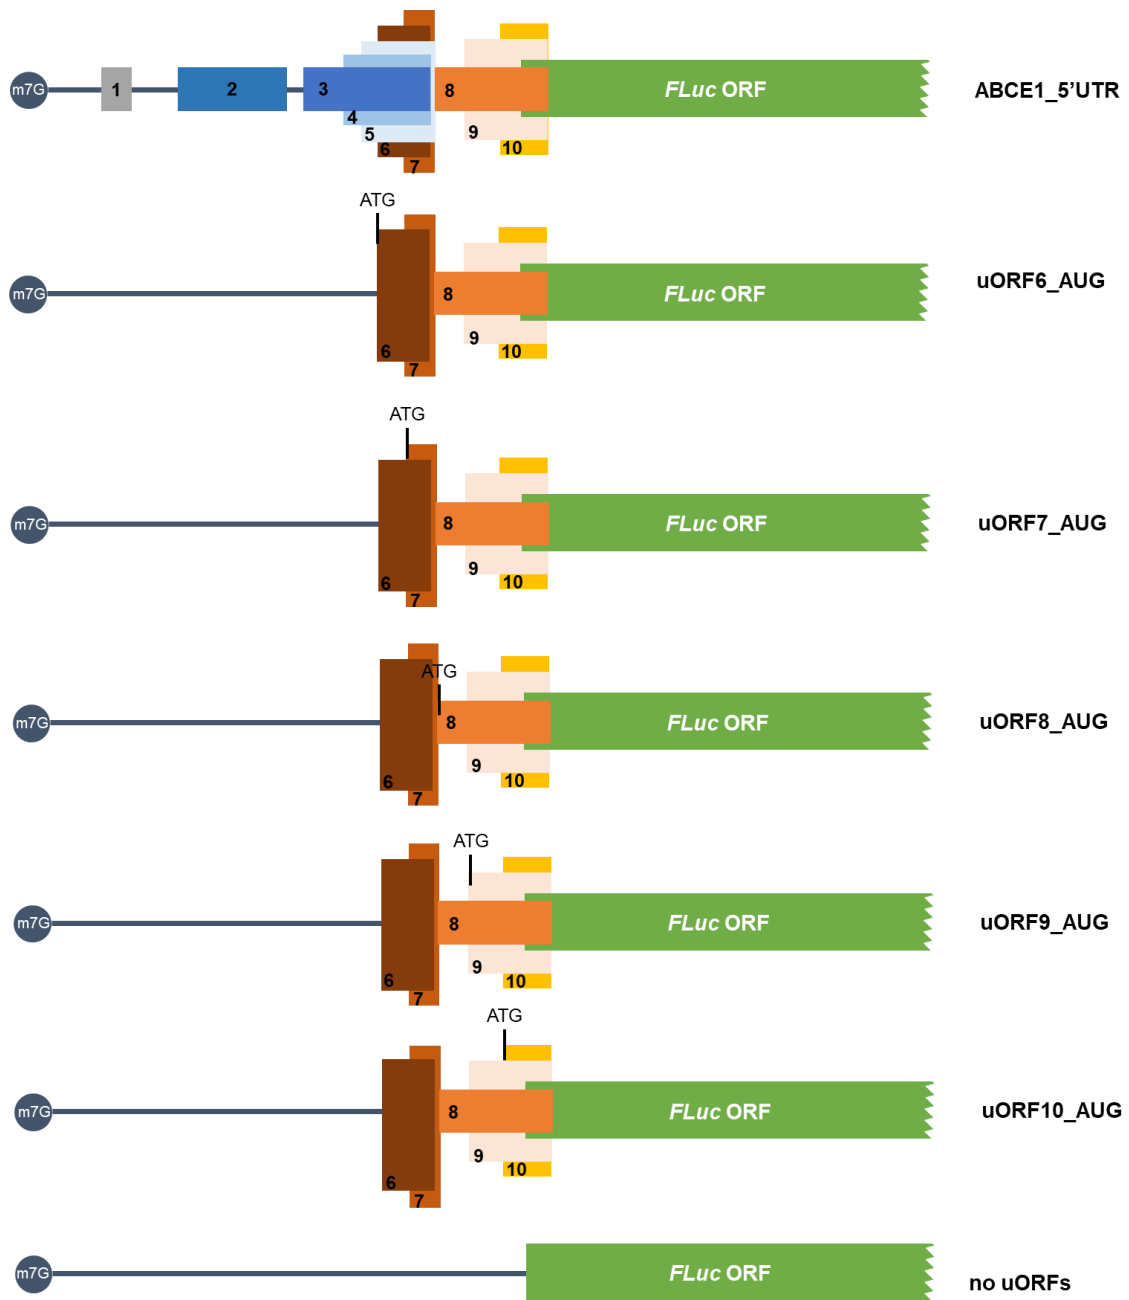 m7G 1 2 3 4 5 6 7 8 9 10 FLuc ORF ABCE1_5’UTR
ATG
m7G 6 7 8 9 10 FLuc ORF uORF6_AUG
ATG
m7G 6 7 8 9 10 FLuc ORF uORF7_AUG
ATG
m7G 6 7 8 9 10 FLuc ORF uORF8_AUG
ATG
m7G 6 7 8 9 10 FLuc ORF uORF9_AUG
ATG
m7G 6 7 8 9 10 FLuc ORF uORF10_AUG
m7G FLuc ORF no uORFs